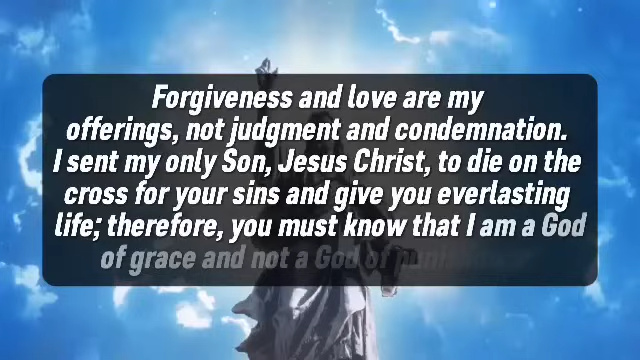 Forgiveness and love are my
offerings, not judgment and condemnation.
I sent my only Son, Jesus Christ, to die on the
cross for your sins and give you everlasting
life; therefore, you must know that I am a God
of grace and not a God of